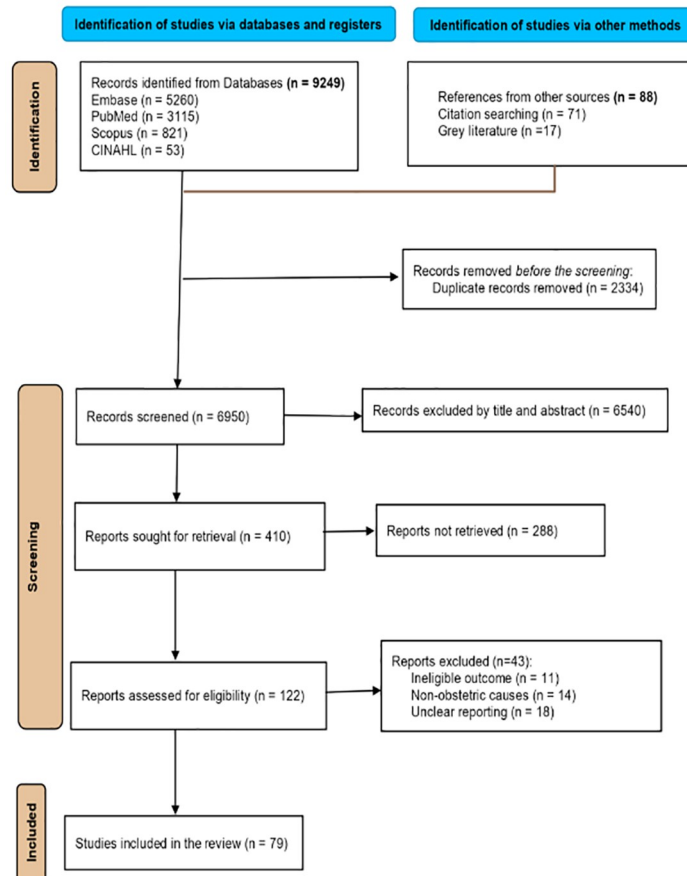 Identification of studies via databases and registers
Identification of studies via other methods
Identification
Records identified from Databases (n = 9249)
Embase (n = 5260)
PubMed (n = 3115)
Scopus (n = 821)
CINAHL (n = 53)
References from other sources (n = 88)
Citation searching (n = 71)
Grey literature (n =17)
Records removed before the screening:
Duplicate records removed (n = 2334)
Screening
Records screened (n = 6950)
Records excluded by title and abstract (n = 6540)
Reports sought for retrieval (n = 410)
Reports not retrieved (n = 288)
Reports assessed for eligibility (n = 122)
Reports excluded (n=43):
Ineligible outcome (n = 11)
Non-obstetric causes (n = 14)
Unclear reporting (n = 18)
Included
Studies included in the review (n = 79)